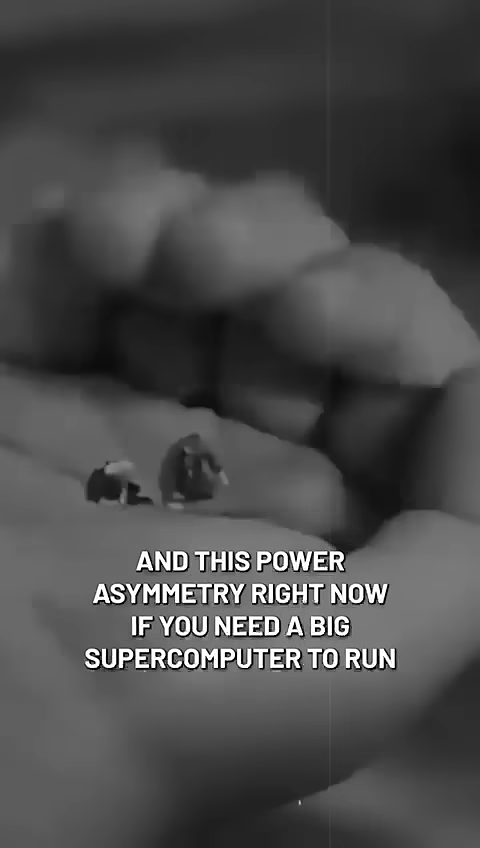 AND THIS POWER
ASYMMETRY RIGHT NOW
IF YOU NEED A BIG
SUPERCOMPUTER TO RUN